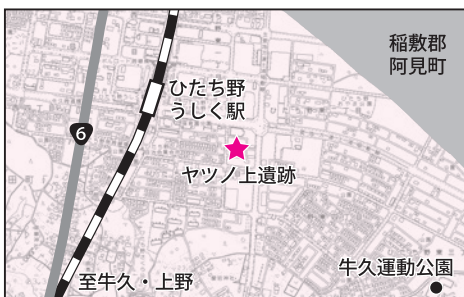 稲敷郡
阿見町
ひたち野
うしく駅
6
ヤツノ上遺跡
牛久運動公園
至牛久・上野